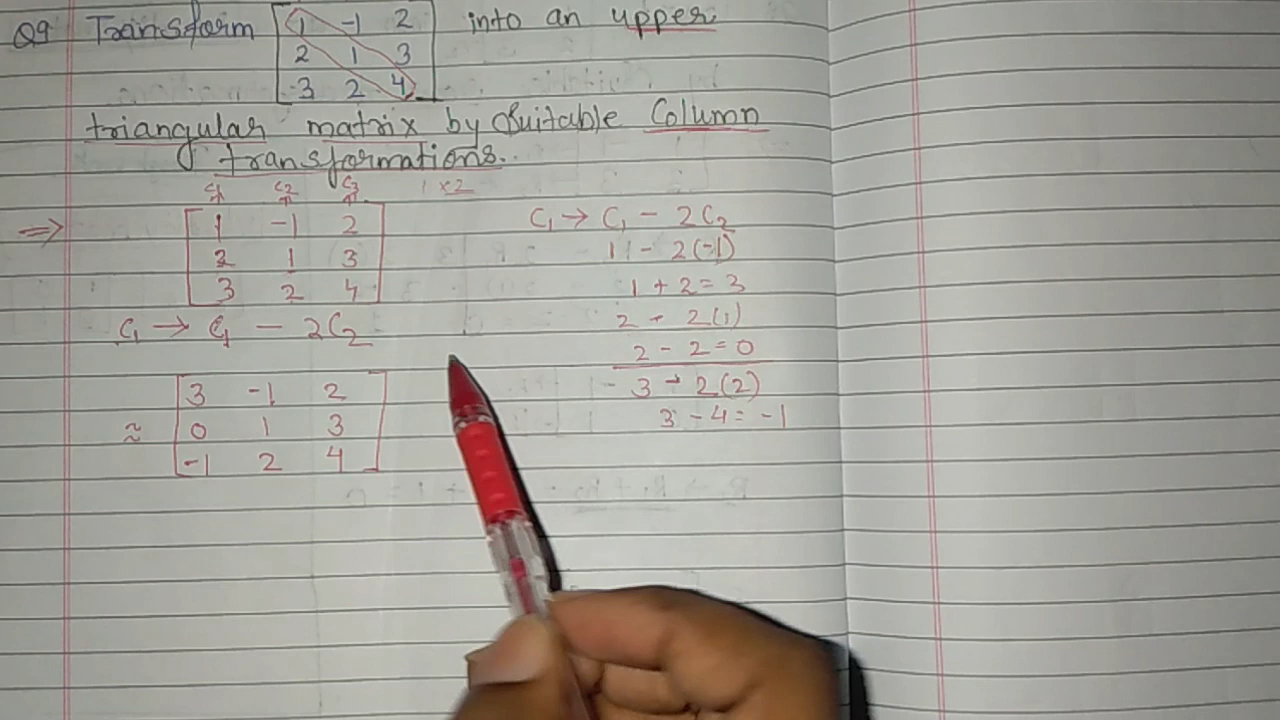 Q9 Transform [ 1 -1 2 ] into an upper
2 1 3
3 2 4
triangular matrix by Suitable Column
transformations.
C1 C2 C3
1 × 2
⇒ [ 1 -1 2 ]
2 1 3
3 2 4
C1 → C1 - 2C2
≈ [ 3 -1 2 ]
0 1 3
-1 2 4
C1 → C1 - 2C2
1 - 2(-1)
1 + 2 = 3
2 - 2(1)
2 - 2 = 0
3 - 2(2)
3 - 4 = -1